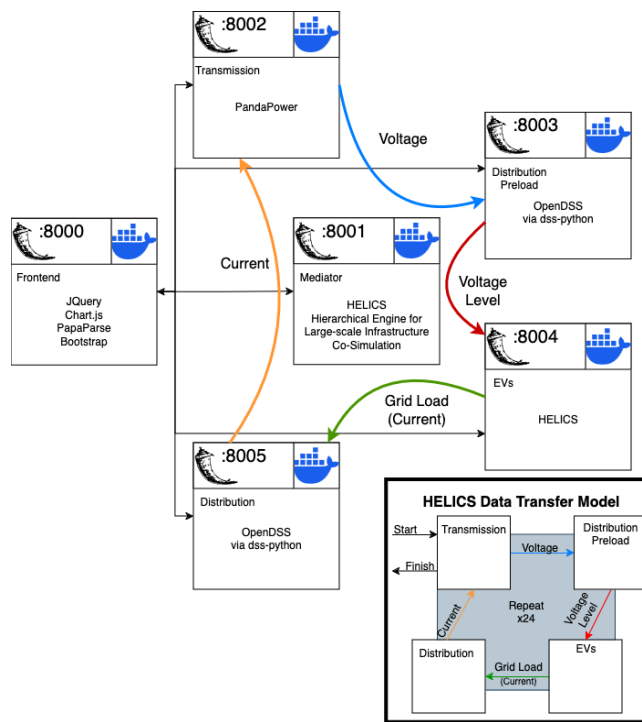 :8002
Transmission
PandaPower
Voltage
:8003
Distribution
Preload
OpenDSS
via dss-python
:8000
Frontend
JQuery
Chart.js
PapaParse
Bootstrap
Current
:8001
Mediator
HELICS
Hierarchical Engine for
Large-scale Infrastructure
Co-Simulation
Voltage
Level
:8004
EVs
HELICS
Grid Load
(Current)
:8005
Distribution
OpenDSS
via dss-python
HELICS Data Transfer Model
Start
Finish
Transmission
Voltage
Distribution
Preload
Repeat
x24
Current
Voltage
Level
Distribution
Grid Load
(Current)
EVs